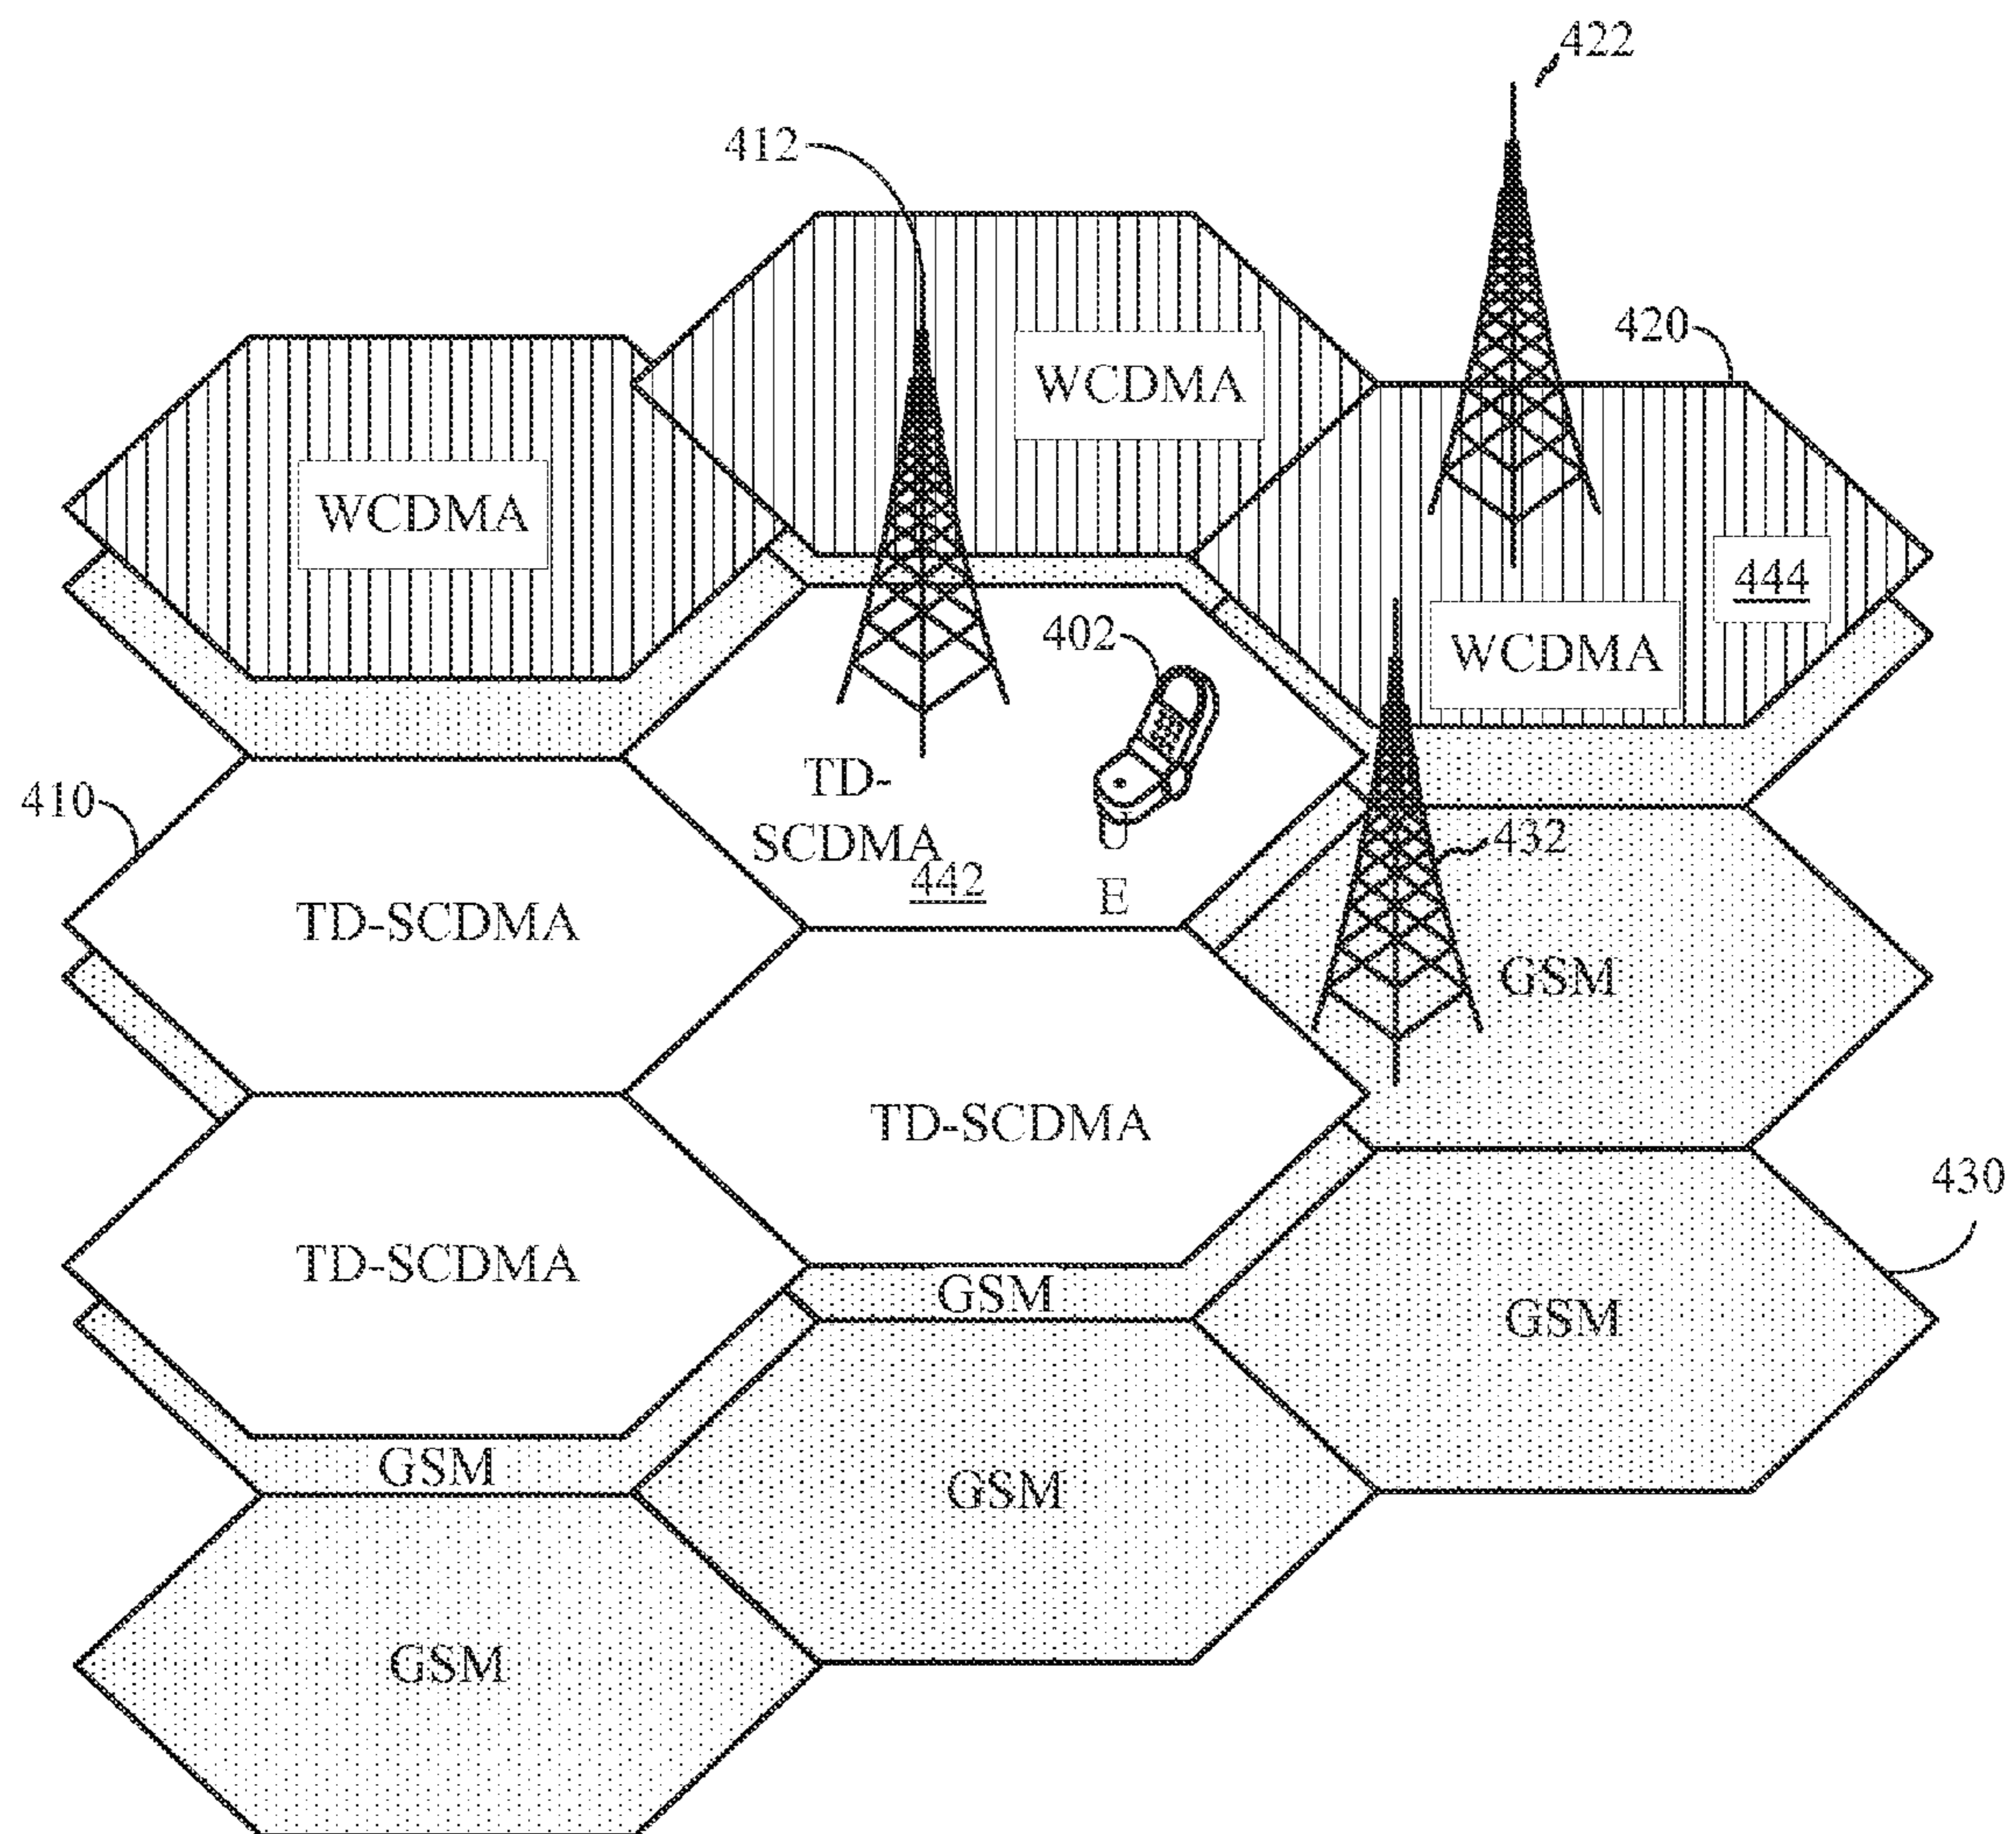 422
412
420
WCDMA
WCDMA
444
402
WCDMA
TD-
SCDMA
442
U
E
410
432
TD-SCDMA
GSM
TD-SCDMA
430
TD-SCDMA
GSM
GSM
GSM
GSM
GSM